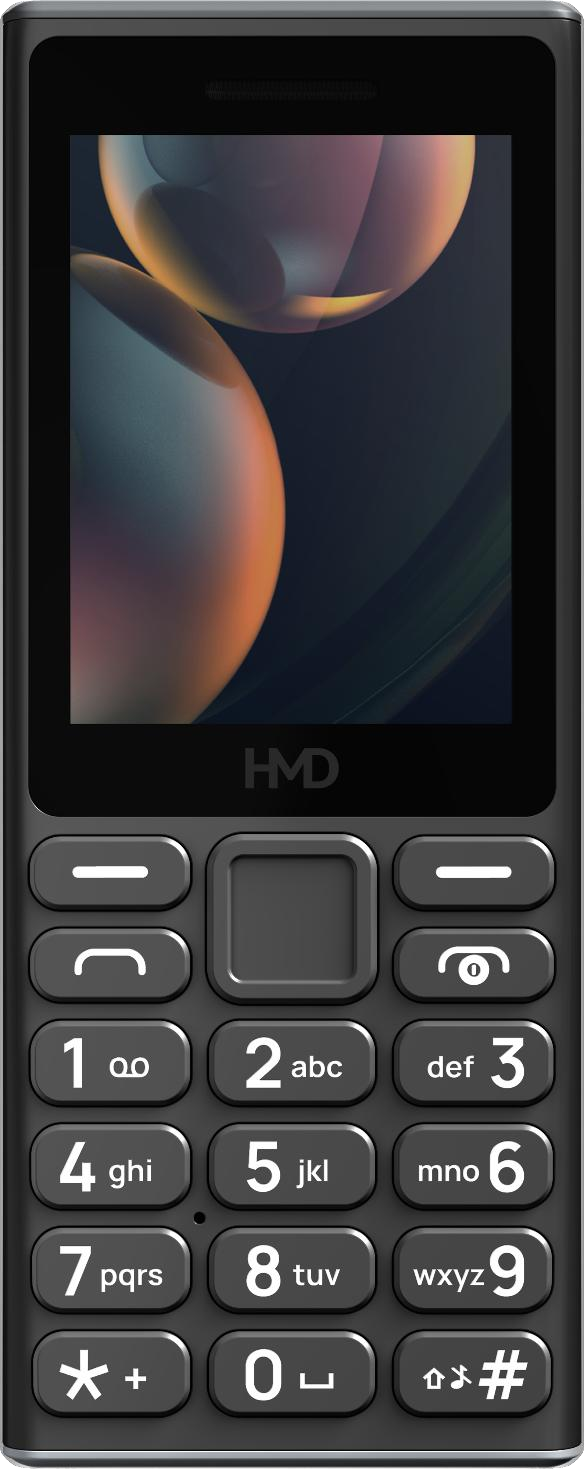 HMD
1
2 abc
def 3
4 ghi
5 jkl
mno 6
7 pqrs
8 tuv
wxyz 9
* +
0
#